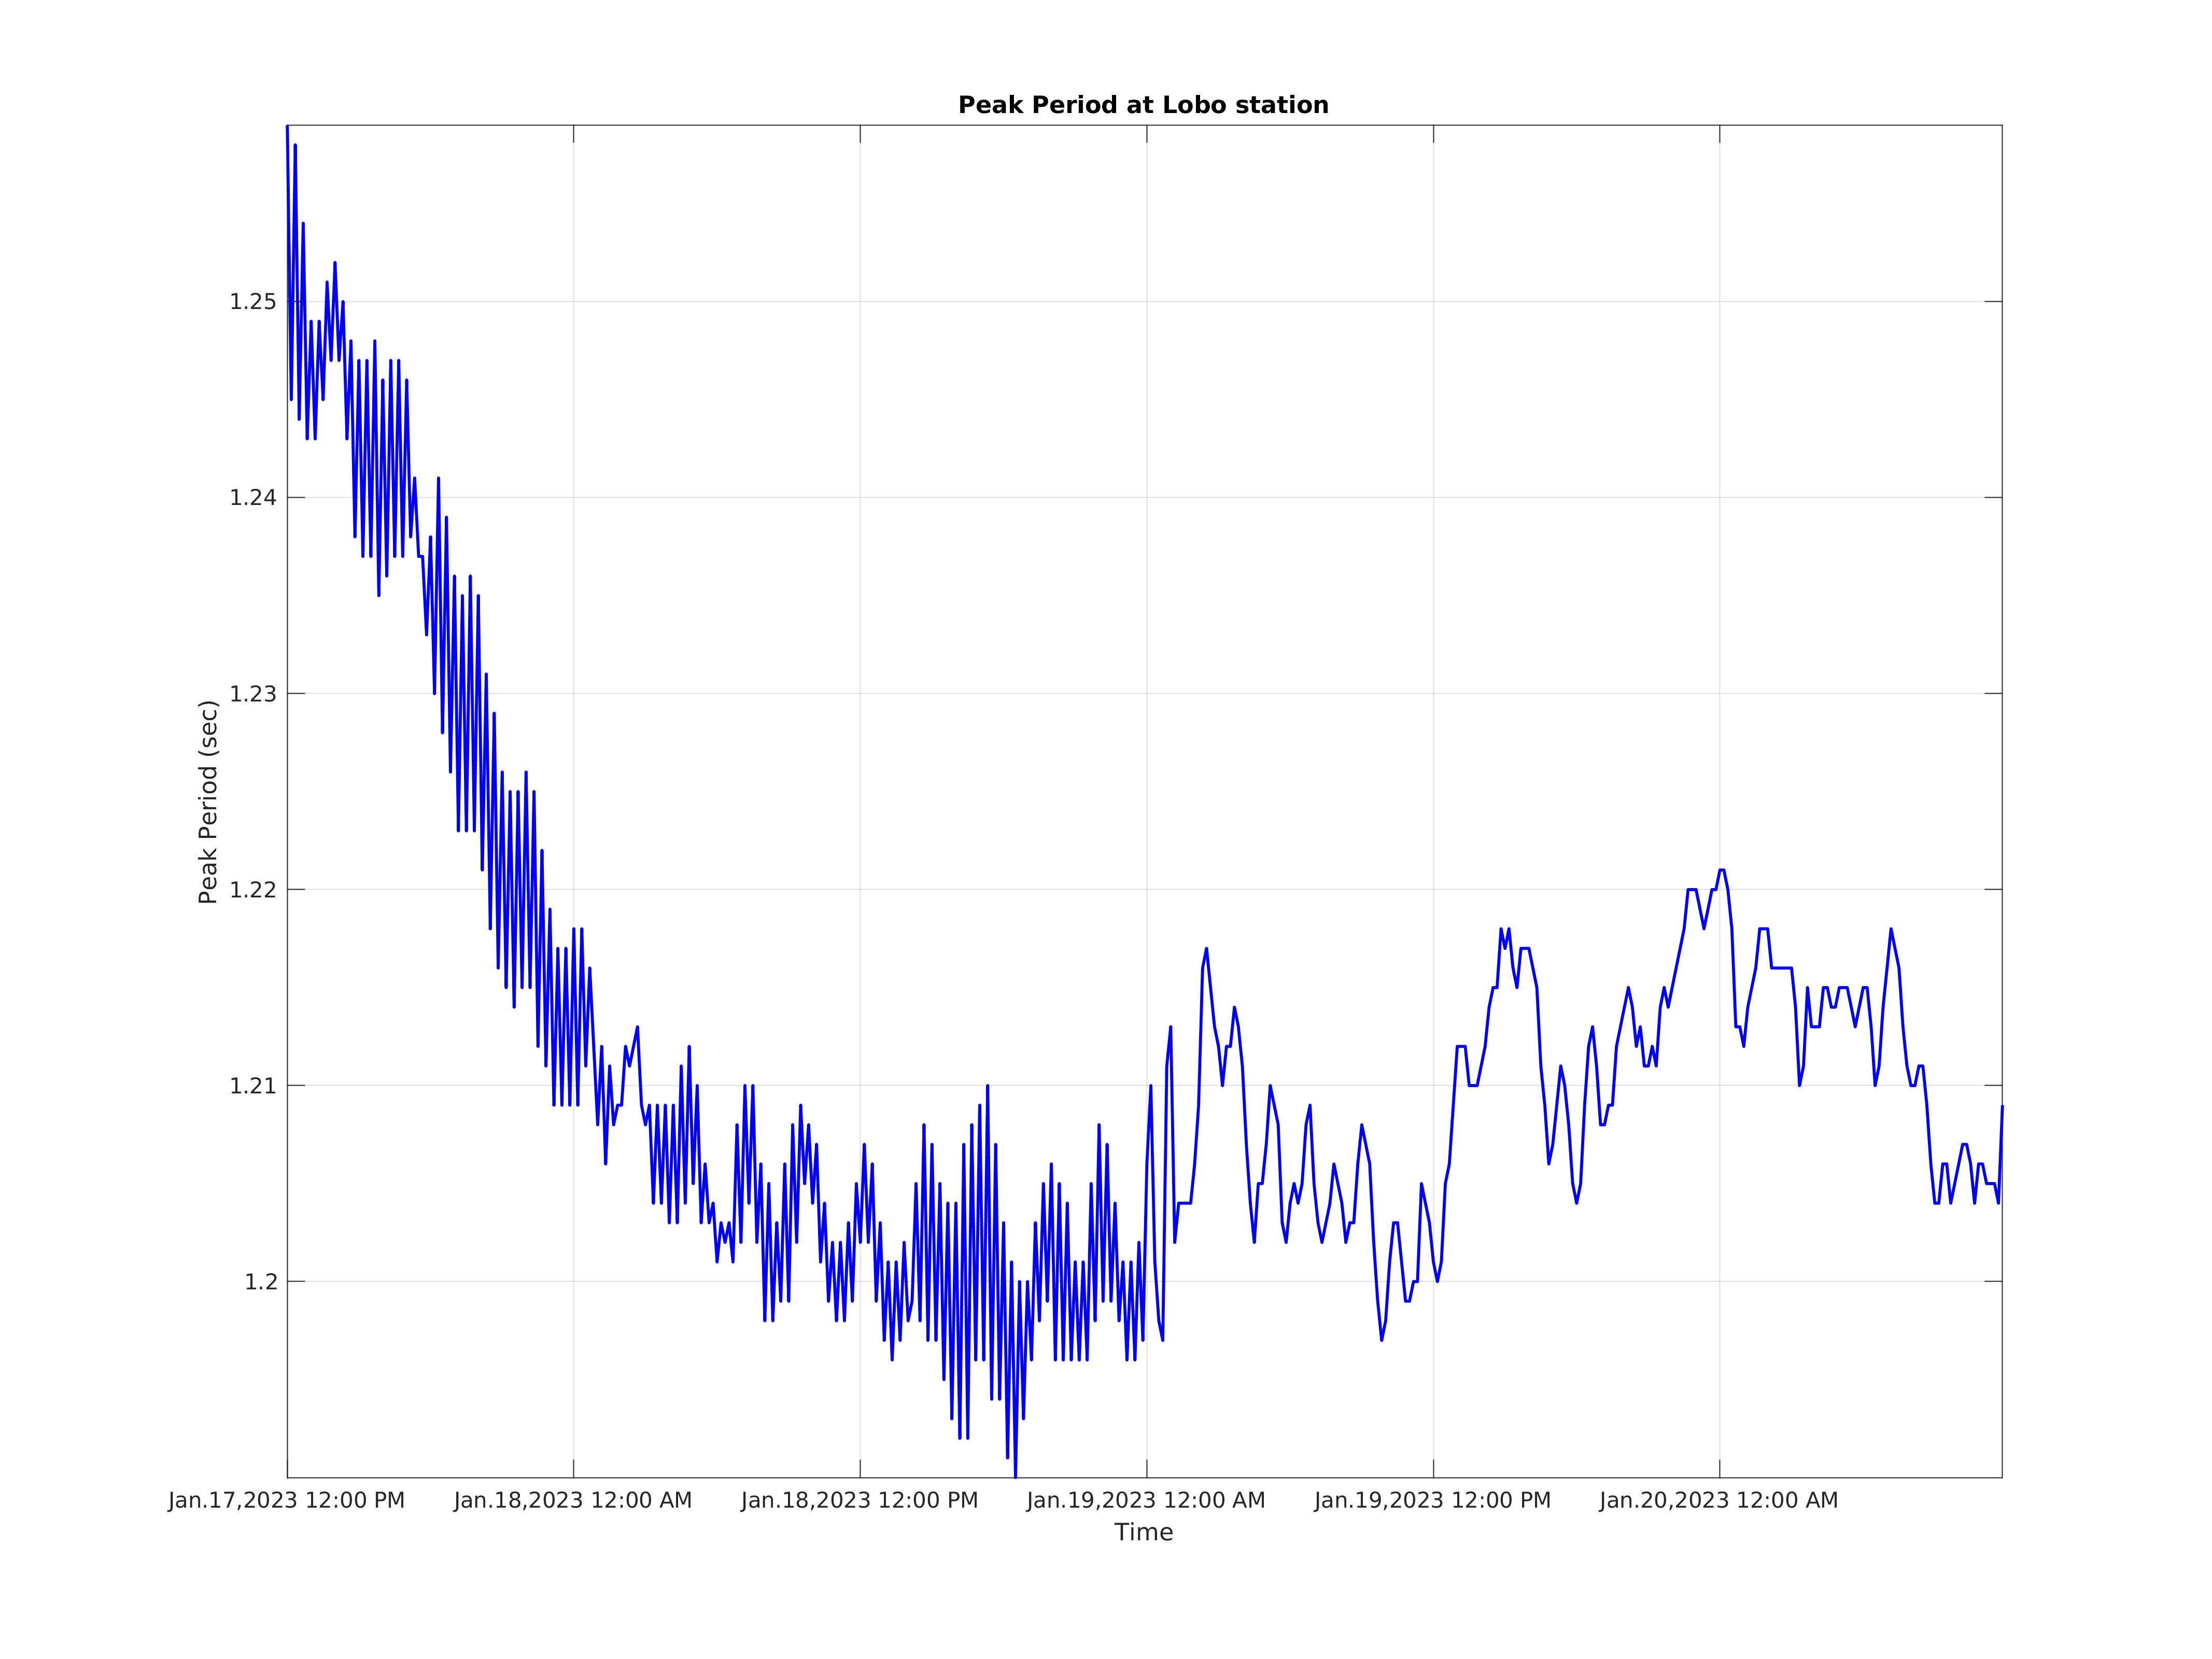 Peak Period at Lobo station
Peak Period (sec)
1.25
1.24
1.23
1.22
1.21
1.2
Jan.17,2023 12:00 PM
Jan.18,2023 12:00 AM
Jan.18,2023 12:00 PM
Jan.19,2023 12:00 AM
Jan.19,2023 12:00 PM
Jan.20,2023 12:00 AM
Time